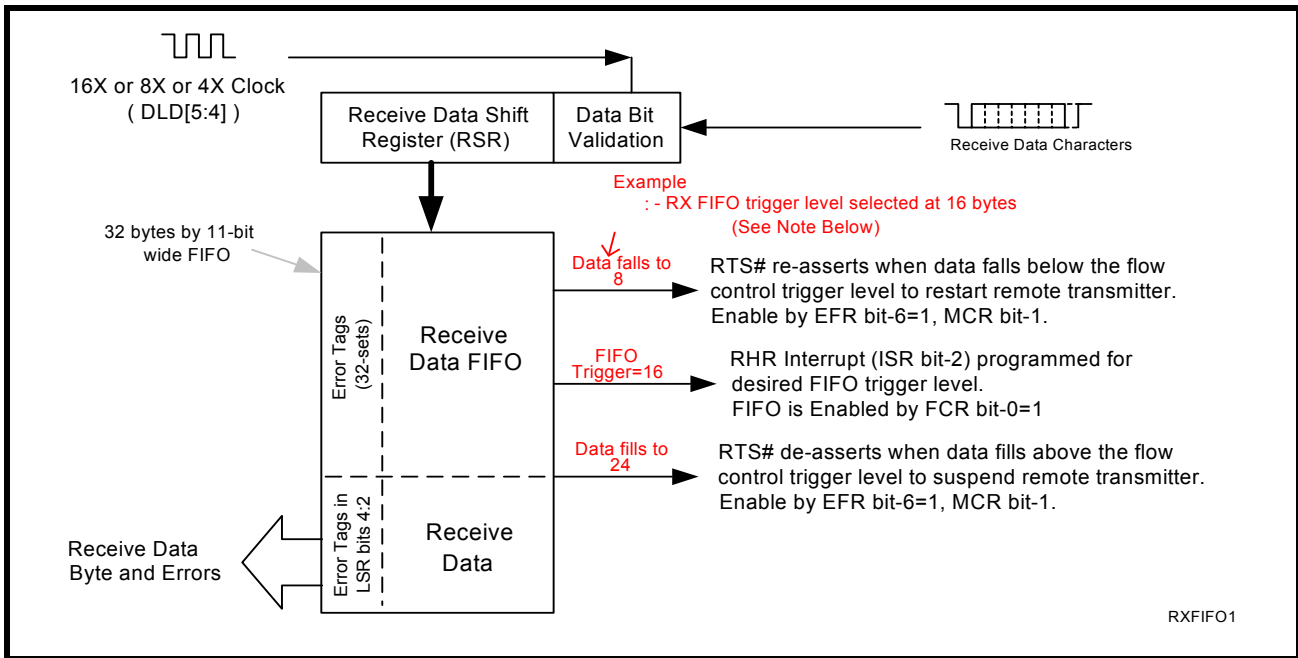 16X or 8X or 4X Clock
( DLD[5:4] )
Receive Data Shift
Register (RSR)
Data Bit
Validation
Receive Data Characters
Example
: - RX FIFO trigger level selected at 16 bytes
(See Note Below)
32 bytes by 11-bit
wide FIFO
Data falls to
8
RTS# re-asserts when data falls below the flow
control trigger level to restart remote transmitter.
Enable by EFR bit-6=1, MCR bit-1.
Error Tags
(32-sets)
Receive
Data FIFO
FIFO
Trigger=16
RHR Interrupt (ISR bit-2) programmed for
desired FIFO trigger level.
FIFO is Enabled by FCR bit-0=1
Data fills to
24
RTS# de-asserts when data fills above the flow
control trigger level to suspend remote transmitter.
Enable by EFR bit-6=1, MCR bit-1.
Error Tags in
LSR bits 4:2
Receive
Data
Receive Data
Byte and Errors
RXFIFO1